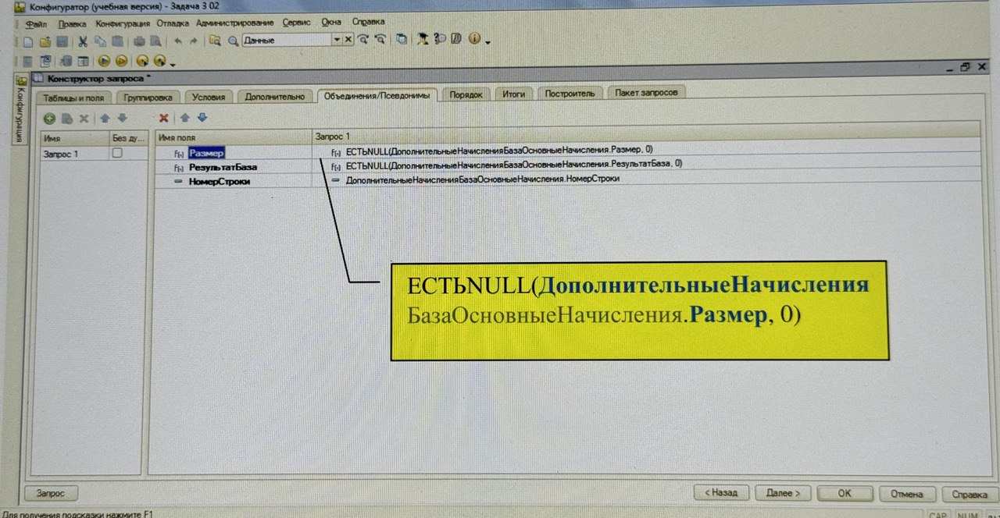 Конфигуратор (учебная версия) - Задача 3 02
Файл Правка Конфигурация Отладка Администрирование Сервис Окна Справка
Данные
Конструктор запроса *
Конфигурация
Таблицы и поля Группировка Условия Дополнительно Объединения/Псевдонимы Порядок Итоги Построитель Пакет запросов
Имя Без ду... Имя поля Запрос 1
Запрос 1 Размер ЕСТЬNULL(ДополнительныеНачисленияБазаОсновныеНачисления.Размер, 0)
РезультатБаза ЕСТЬNULL(ДополнительныеНачисленияБазаОсновныеНачисления.РезультатБаза, 0)
НомерСтроки ДополнительныеНачисленияБазаОсновныеНачисления.НомерСтроки
ЕСТЬNULL(ДополнительныеНачисления
БазаОсновныеНачисления.Размер, 0)
Запрос < Назад Далее > ОК Отмена Справка
Для получения подсказки нажмите F1 CAP NUM